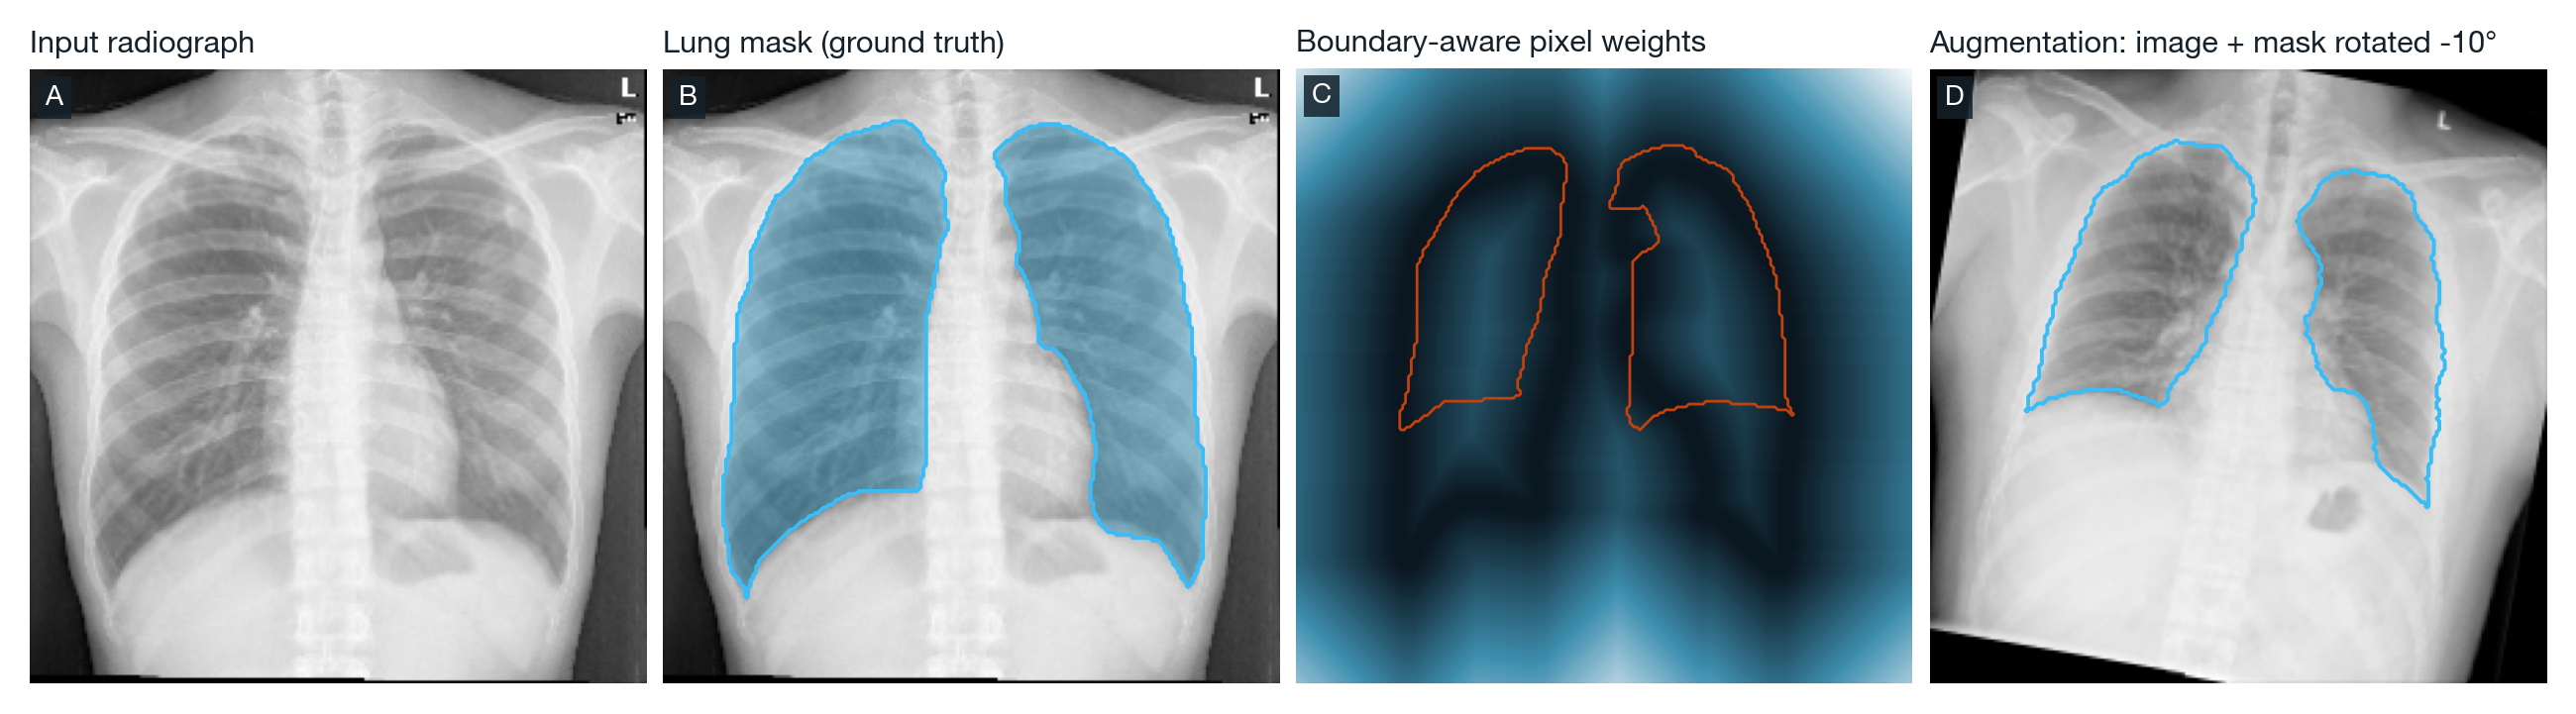 Input radiograph
Lung mask (ground truth)
Boundary-aware pixel weights
Augmentation: image + mask rotated -10°
A
L
B
L
C
D
L